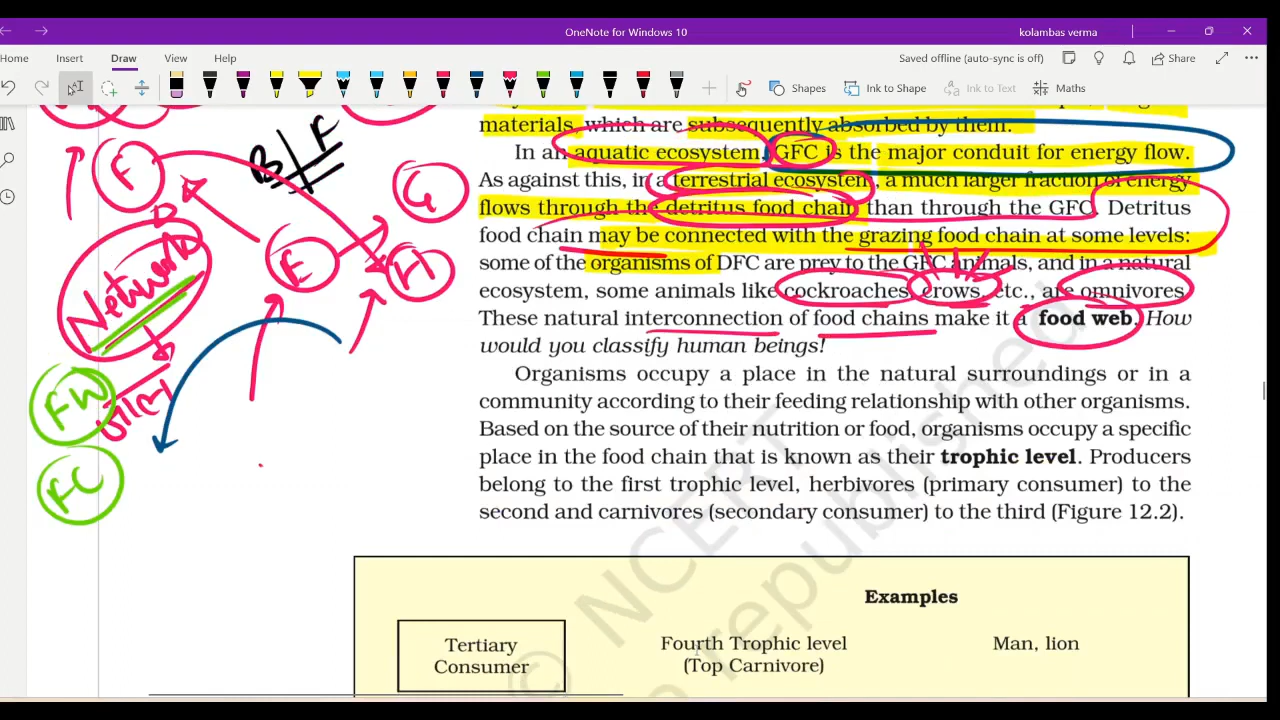 OneNote for Windows 10
kolambas verma
Home Insert Draw View Help
Saved offline (auto-sync is off)
Share
Shapes
Ink to Shape
Ink to Text
Maths
materials, which are subsequently absorbed by them.
In an aquatic ecosystem, GFC is the major conduit for energy flow.
As against this, in a terrestrial ecosystem, a much larger fraction of energy
flows through the detritus food chain than through the GFC. Detritus
food chain may be connected with the grazing food chain at some levels:
some of the organisms of DFC are prey to the GFC animals, and in a natural
ecosystem, some animals like cockroaches, crows, etc., are omnivores.
These natural interconnection of food chains make it a food web. How
would you classify human beings!
Organisms occupy a place in the natural surroundings or in a
community according to their feeding relationship with other organisms.
Based on the source of their nutrition or food, organisms occupy a specific
place in the food chain that is known as their trophic level. Producers
belong to the first trophic level, herbivores (primary consumer) to the
second and carnivores (secondary consumer) to the third (Figure 12.2).
Examples
Tertiary
Consumer
Fourth Trophic level
(Top Carnivore)
Man, lion
F
B F
G
E
H
Network
FW
FC
© NCERT
republished